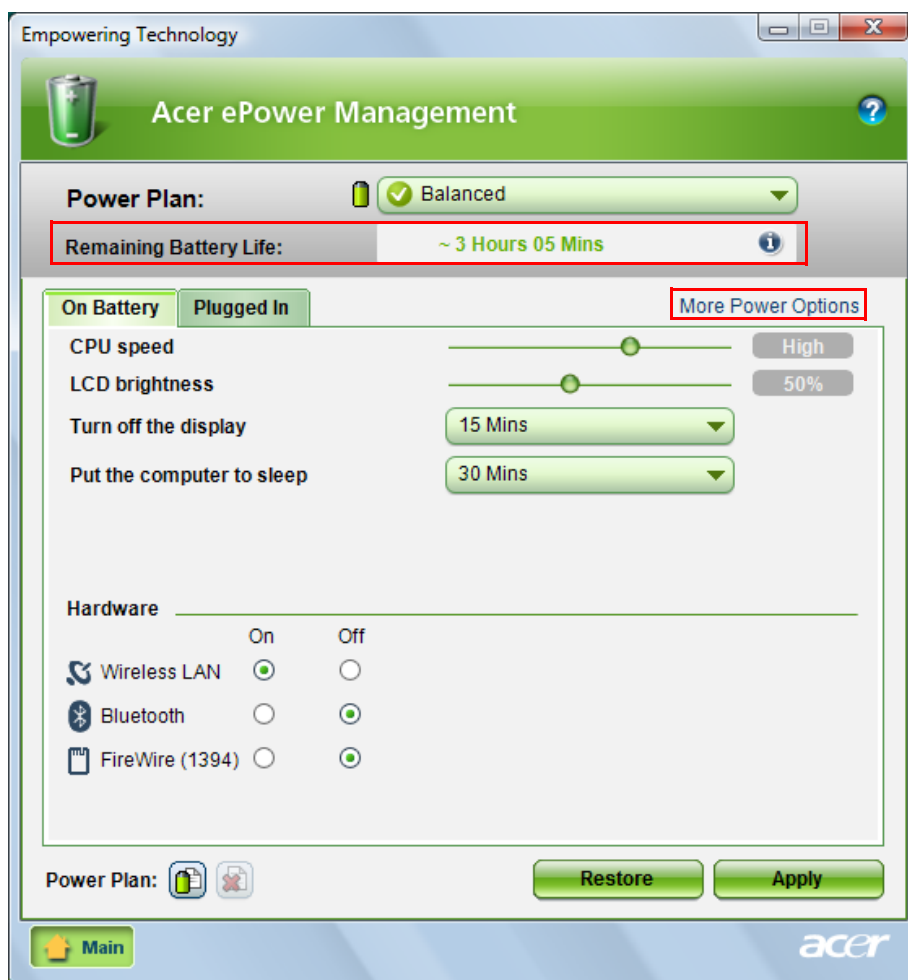 Empowering Technology
Acer ePower Management
?
Power Plan: Balanced
Remaining Battery Life: ~ 3 Hours 05 Mins
On Battery Plugged In More Power Options
CPU speed High
LCD brightness 50%
Turn off the display 15 Mins
Put the computer to sleep 30 Mins
Hardware
On Off
Wireless LAN
Bluetooth
FireWire (1394)
Power Plan: Restore Apply
Main acer